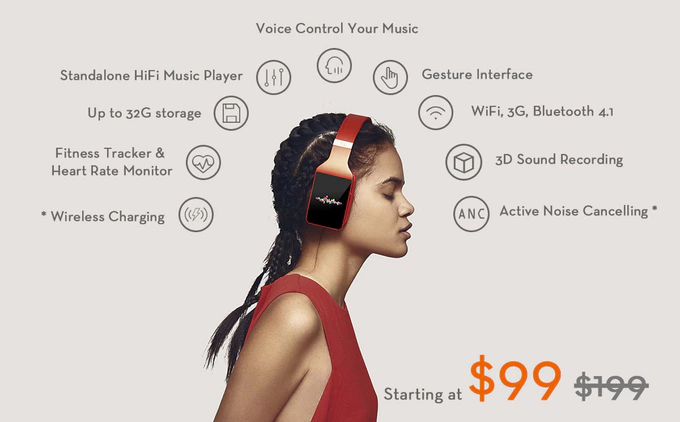 Voice Control Your Music
Standalone HiFi Music Player
Gesture Interface
Up to 32G storage
WiFi, 3G, Bluetooth 4.1
Fitness Tracker &
Heart Rate Monitor
3D Sound Recording
* Wireless Charging
ANC
Active Noise Cancelling *
Starting at $99 $199